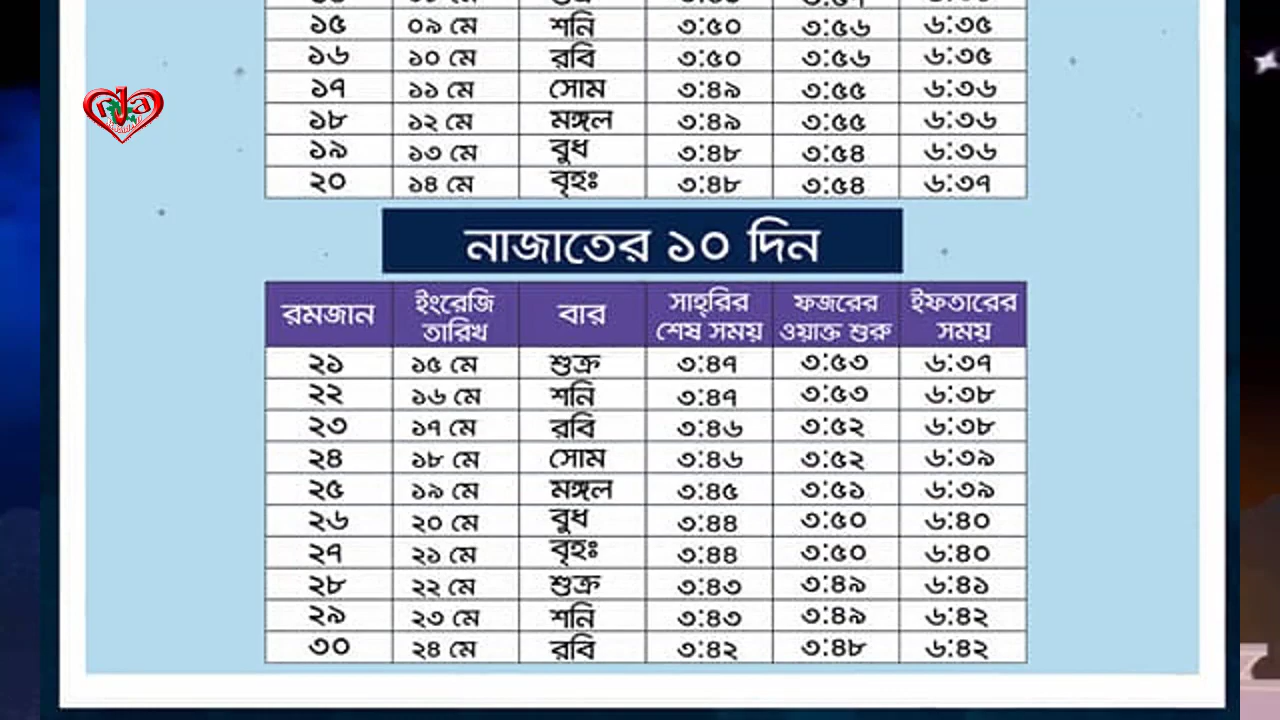 ১৫ ০৯ মে শনি ৩:৫০ ৩:৫৬ ৬:৩৫
১৬ ১০ মে রবি ৩:৫০ ৩:৫৬ ৬:৩৫
১৭ ১১ মে সোম ৩:৪৯ ৩:৫৫ ৬:৩৬
১৮ ১২ মে মঙ্গল ৩:৪৯ ৩:৫৫ ৬:৩৬
১৯ ১৩ মে বুধ ৩:৪৮ ৩:৫৪ ৬:৩৬
২০ ১৪ মে বৃহঃ ৩:৪৮ ৩:৫৪ ৬:৩৭
নাজাতের ১০ দিন
রমজান ইংরেজি তারিখ বার সাহ্‌রির শেষ সময় ফজরের ওয়াক্ত শুরু ইফতারের সময়
২১ ১৫ মে শুক্র ৩:৪৭ ৩:৫৩ ৬:৩৭
২২ ১৬ মে শনি ৩:৪৭ ৩:৫৩ ৬:৩৮
২৩ ১৭ মে রবি ৩:৪৬ ৩:৫২ ৬:৩৮
২৪ ১৮ মে সোম ৩:৪৬ ৩:৫২ ৬:৩৯
২৫ ১৯ মে মঙ্গল ৩:৪৫ ৩:৫১ ৬:৩৯
২৬ ২০ মে বুধ ৩:৪৪ ৩:৫০ ৬:৪০
২৭ ২১ মে বৃহঃ ৩:৪৪ ৩:৫০ ৬:৪০
২৮ ২২ মে শুক্র ৩:৪৩ ৩:৪৯ ৬:৪১
২৯ ২৩ মে শনি ৩:৪৩ ৩:৪৯ ৬:৪২
৩০ ২৪ মে রবি ৩:৪২ ৩:৪৮ ৬:৪২